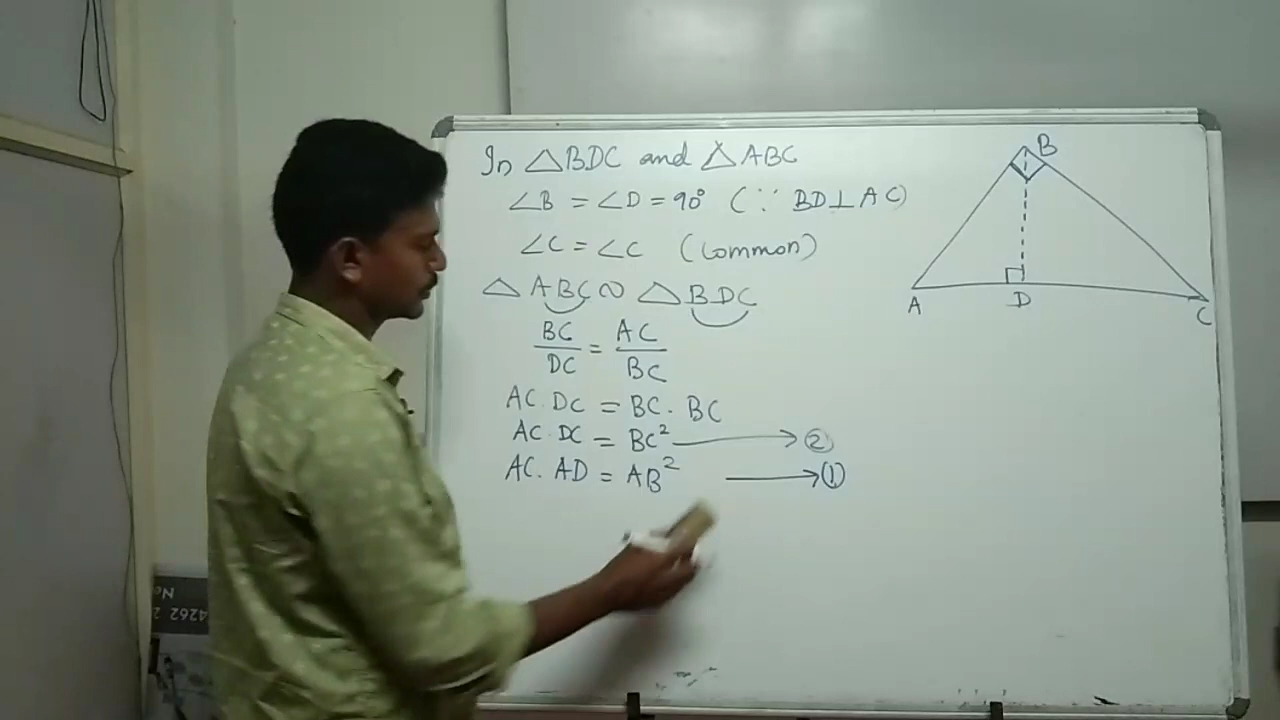 In △BDC and △ABC
∠B = ∠D = 90° (∵ BD⊥AC)
∠C = ∠C (common)
△ABC ∾ △BDC
BC/DC = AC/BC
AC.DC = BC.BC
AC.DC = BC² → ②
AC.AD = AB² → ①
B
A
D
C
4262